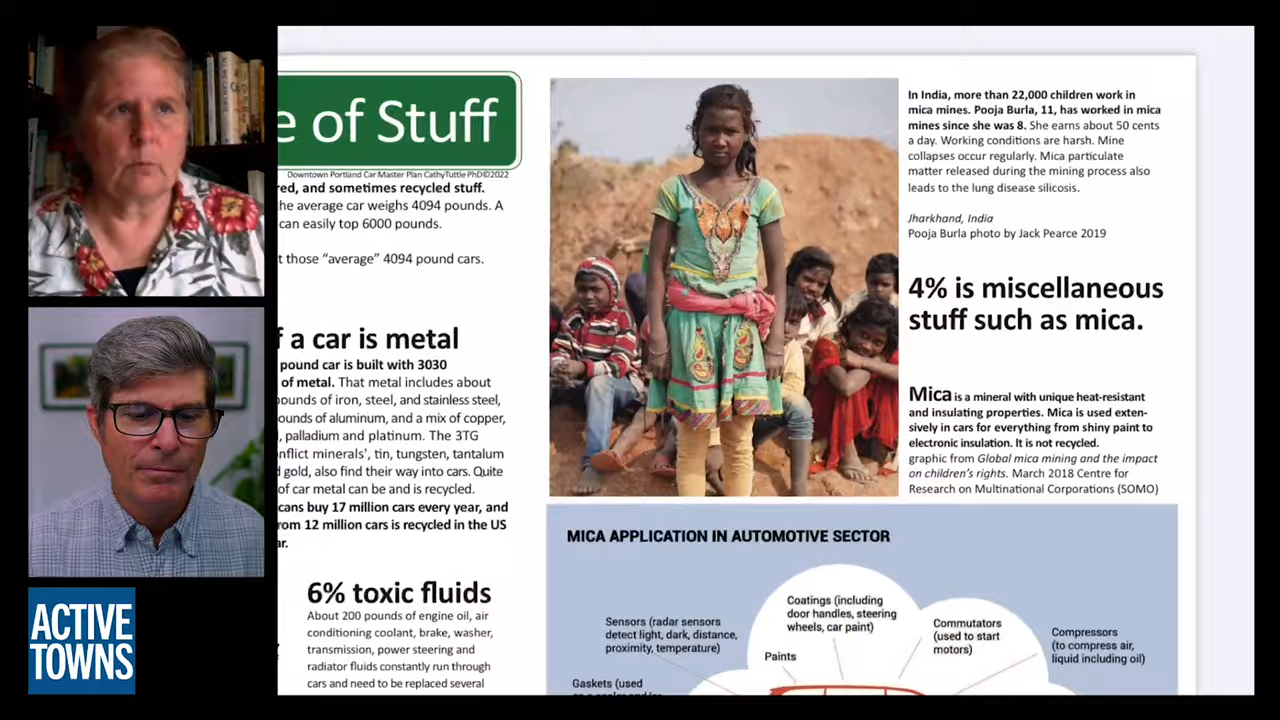 e of Stuff
Downtown Portland Car Master Plan CathyTuttle PhD©2022
red, and sometimes recycled stuff.
the average car weighs 4094 pounds. A
can easily top 6000 pounds.
t those “average” 4094 pound cars.
f a car is metal
pound car is built with 3030
of metal. That metal includes about
ounds of iron, steel, and stainless steel,
ounds of aluminum, and a mix of copper,
, palladium and platinum. The 3TG
nflict minerals’, tin, tungsten, tantalum
d gold, also find their way into cars. Quite
of car metal can be and is recycled.
cans buy 17 million cars every year, and
rom 12 million cars is recycled in the US
ar.
6% toxic fluids
About 200 pounds of engine oil, air
conditioning coolant, brake, washer,
transmission, power steering and
radiator fluids constantly run through
cars and need to be replaced several
In India, more than 22,000 children work in
mica mines. Pooja Burla, 11, has worked in mica
mines since she was 8. She earns about 50 cents
a day. Working conditions are harsh. Mine
collapses occur regularly. Mica particulate
matter released during the mining process also
leads to the lung disease silicosis.
Jharkhand, India
Pooja Burla photo by Jack Pearce 2019
4% is miscellaneous
stuff such as mica.
Mica is a mineral with unique heat-resistant
and insulating properties. Mica is used exten-
sively in cars for everything from shiny paint to
electronic insulation. It is not recycled.
graphic from Global mica mining and the impact
on children’s rights. March 2018 Centre for
Research on Multinational Corporations (SOMO)
MICA APPLICATION IN AUTOMOTIVE SECTOR
Sensors (radar sensors
detect light, dark, distance,
proximity, temperature)
Coatings (including
door handles, steering
wheels, car paint)
Commutators
(used to start
motors)
Compressors
(to compress air,
liquid including oil)
Paints
Gaskets (used
ACTIVE
TOWNS